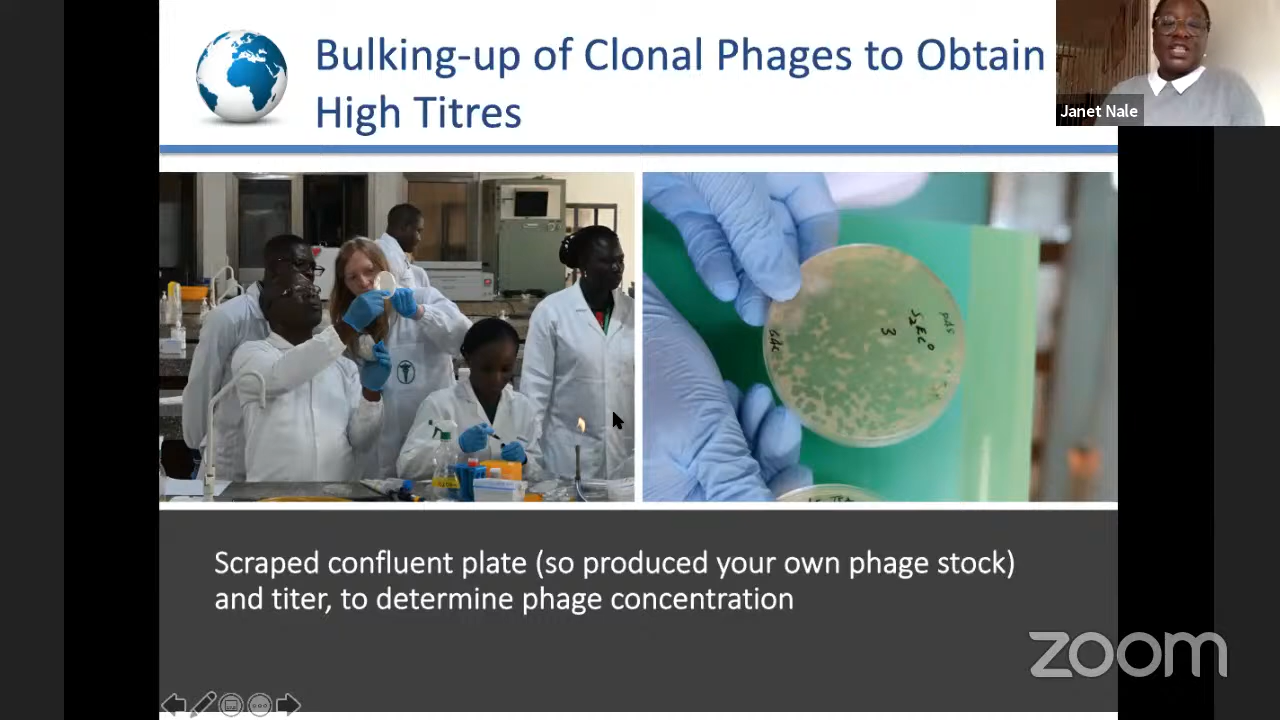 Bulking-up of Clonal Phages to Obtain
High Titres
Janet Nale
3
Scraped confluent plate (so produced your own phage stock)
and titer, to determine phage concentration
zoom